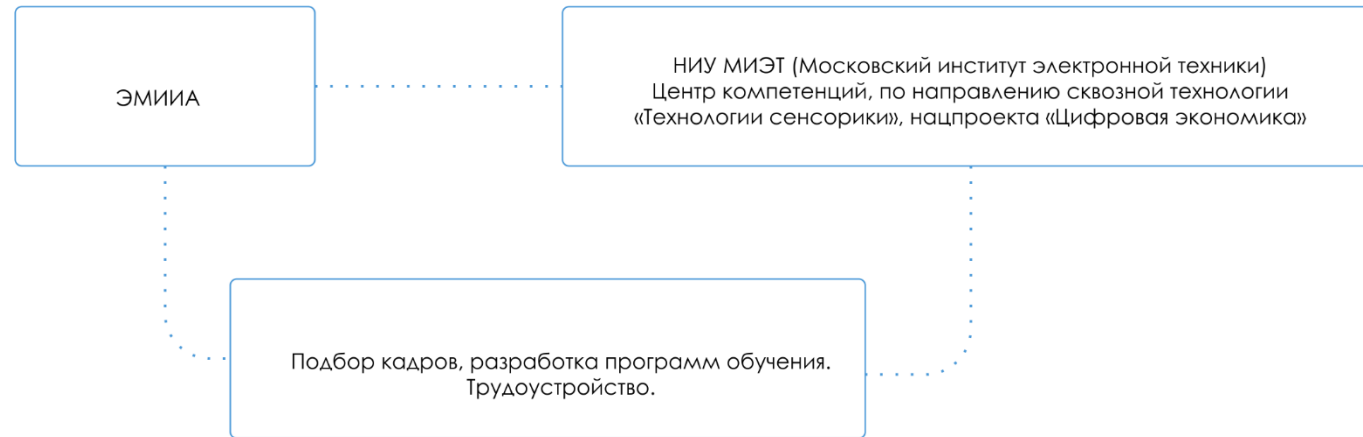 ЭМИИА
НИУ МИЭТ (Московский институт электронной техники)
Центр компетенций, по направлению сквозной технологии
«Технологии сенсорики», нацпроекта «Цифровая экономика»
Подбор кадров, разработка программ обучения.
Трудоустройство.